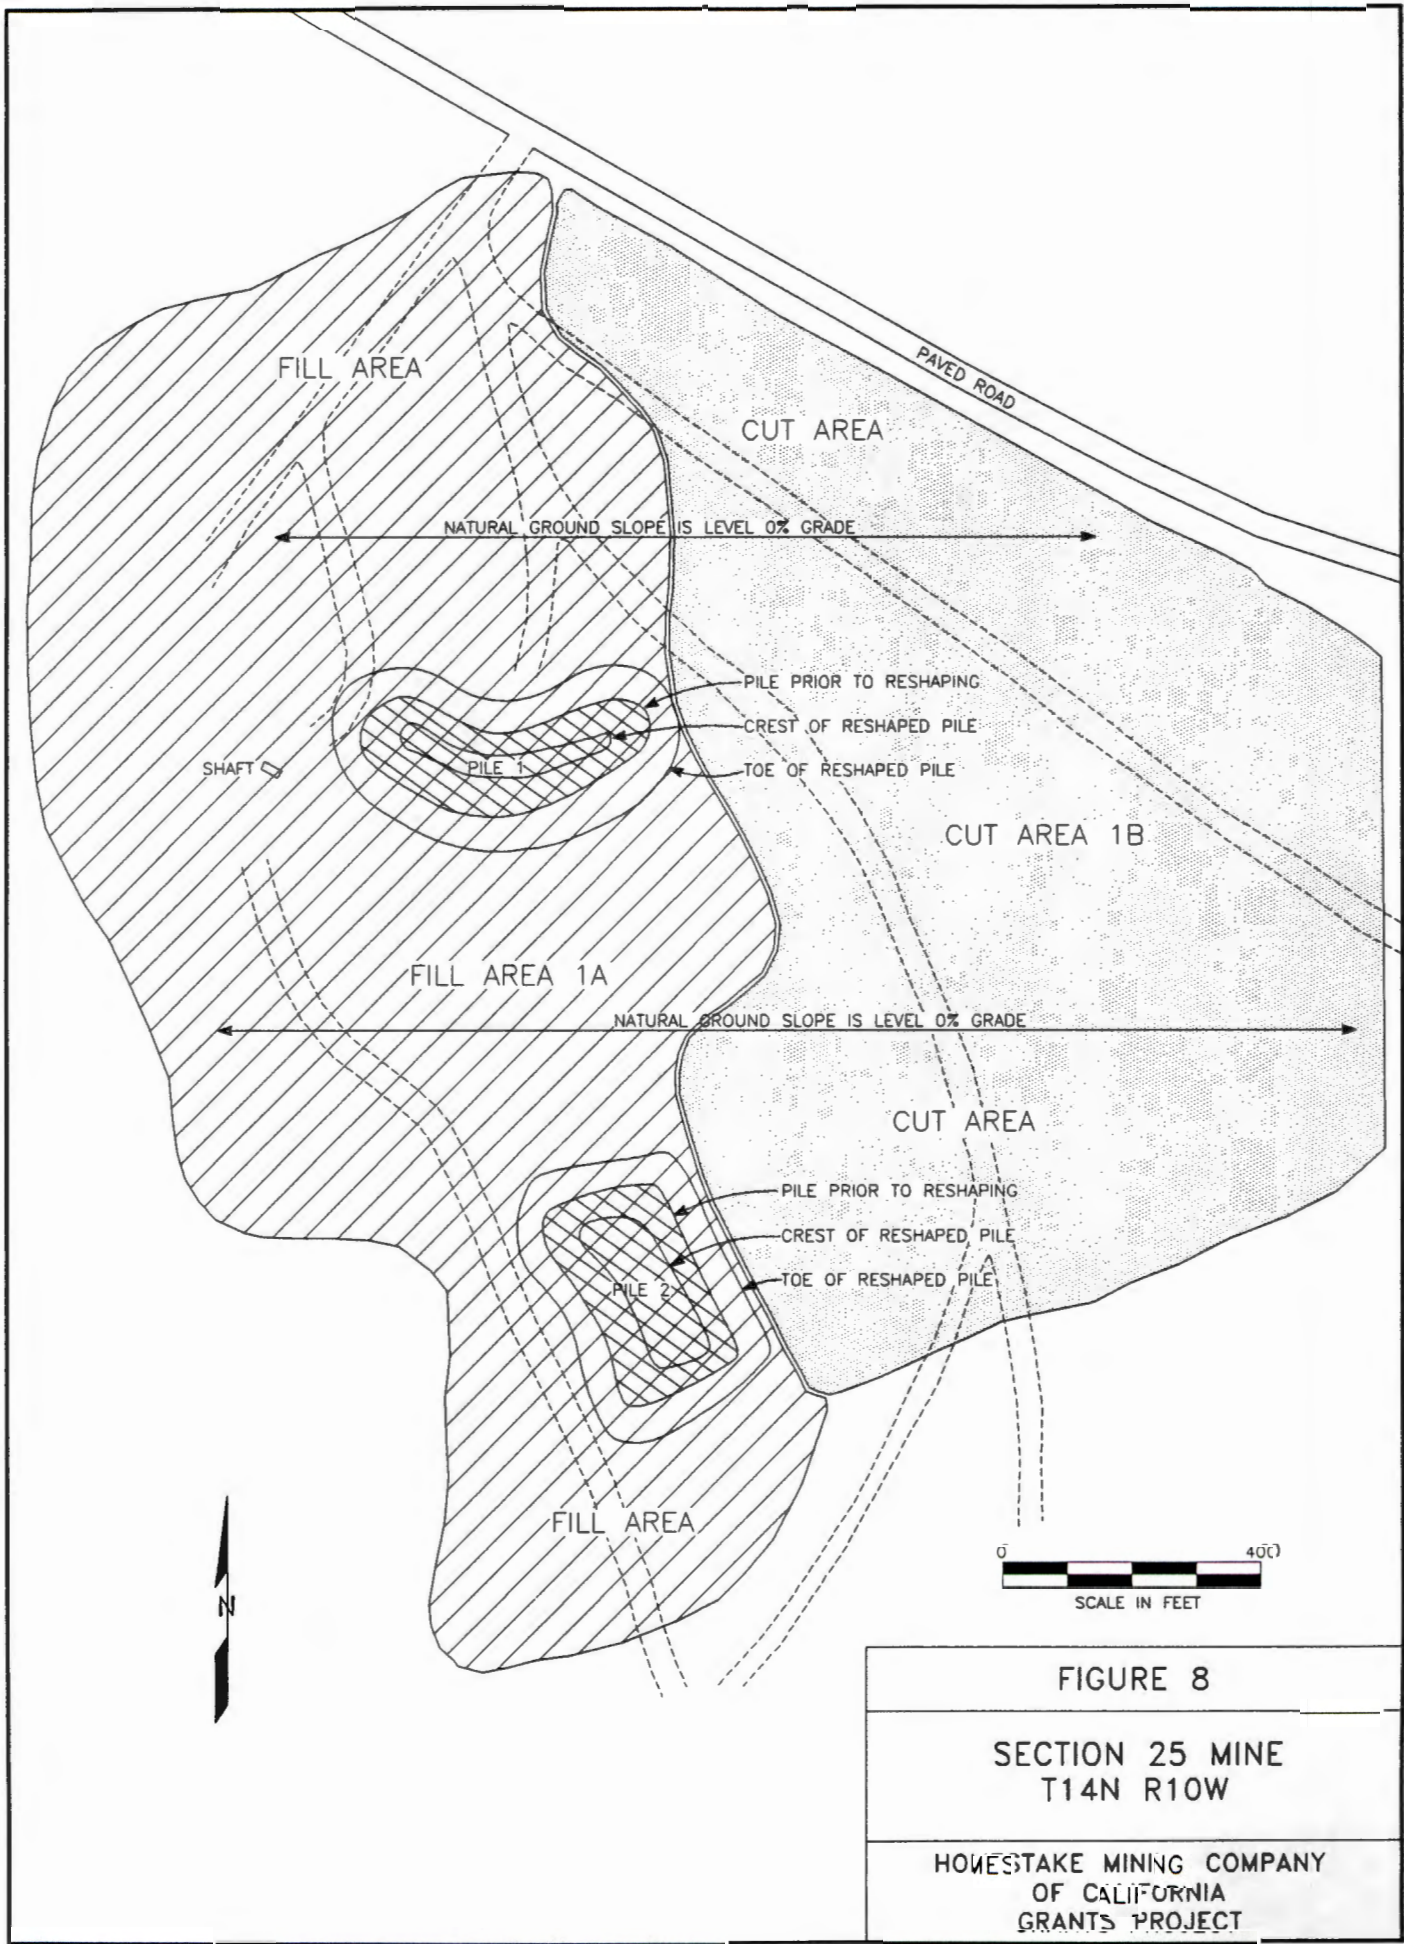 PAVED ROAD
FILL AREA
CUT AREA
NATURAL GROUND SLOPE IS LEVEL 0% GRADE
PILE PRIOR TO RESHAPING
CREST OF RESHAPED PILE
PILE 1
SHAFT
TOE OF RESHAPED PILE
CUT AREA 1B
FILL AREA 1A
NATURAL GROUND SLOPE IS LEVEL 0% GRADE
CUT AREA
PILE PRIOR TO RESHAPING
CREST OF RESHAPED PILE
TOE OF RESHAPED PILE
PILE 2
FILL AREA
N
0 400
SCALE IN FEET
FIGURE 8
SECTION 25 MINE
T14N R10W
HOMESTAKE MINING COMPANY
OF CALIFORNIA
GRANTS PROJECT